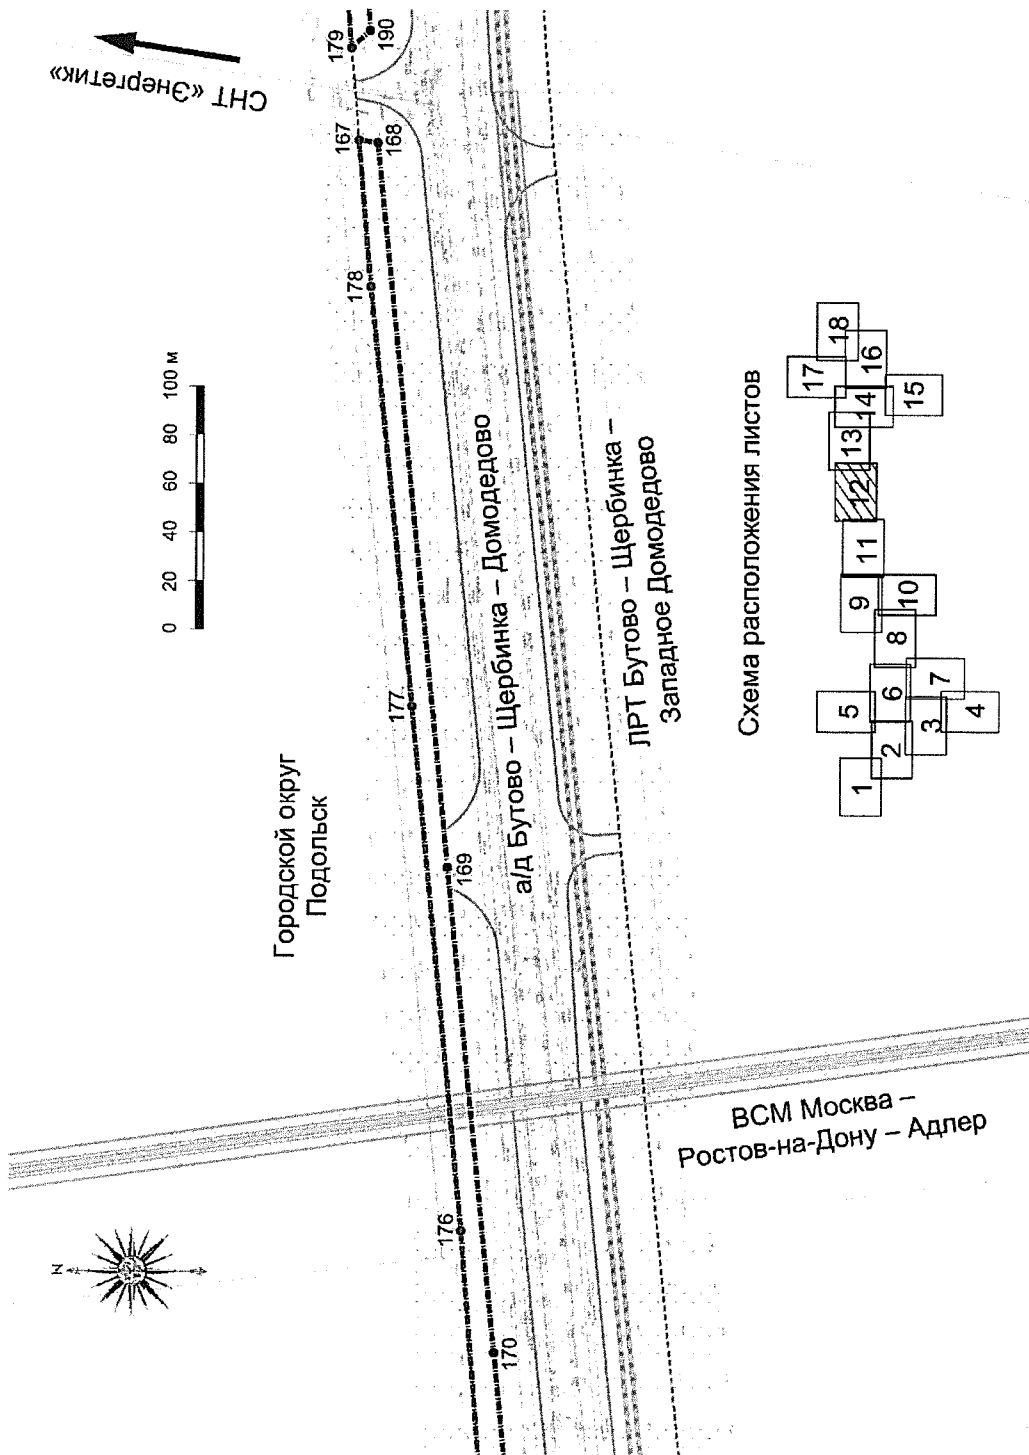 СНТ «Энергетик»
179
190
167
168
178
0 20 40 60 80 100 м
177
169
176
170
Городской округ
Подольск
а/д Бутово – Щербинка – Домодедово
ЛРТ Бутово – Щербинка –
Западное Домодедово
ВСМ Москва –
Ростов-на-Дону – Адлер
N
Схема расположения листов
1
2
3
4
5
6
7
8
9
10
11
12
13
14
15
16
17
18